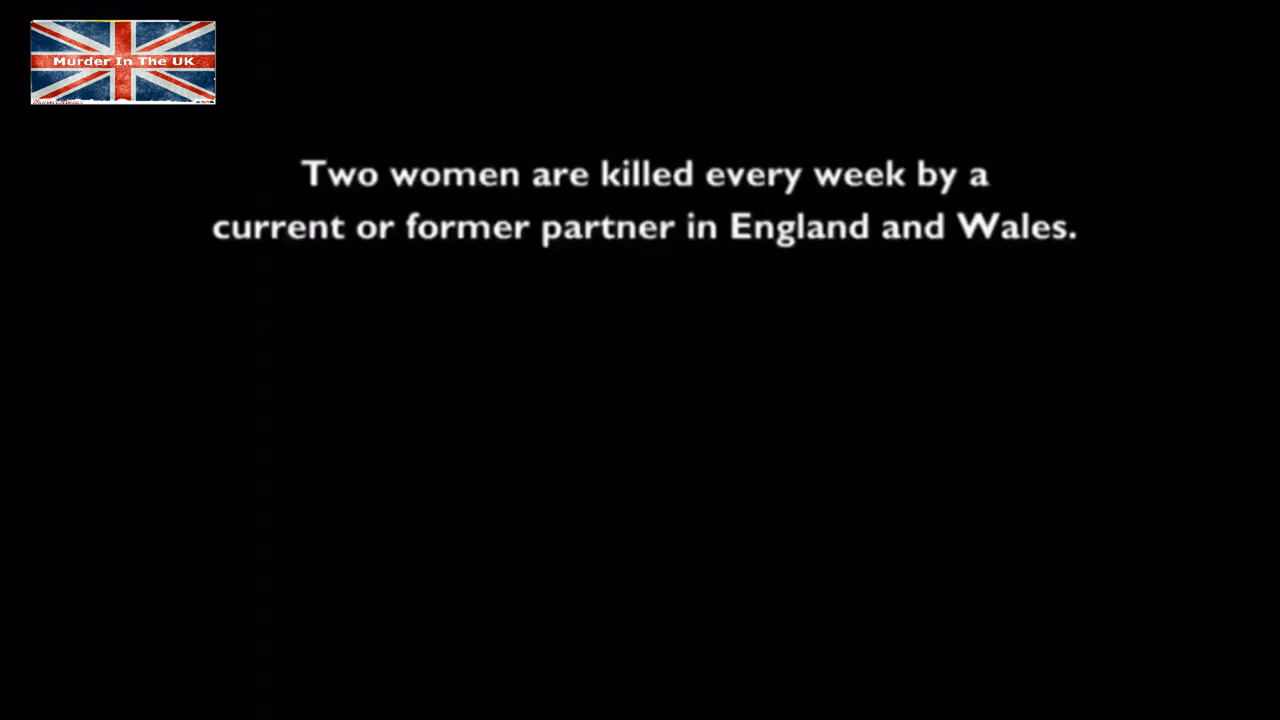 Murder In The UK
Two women are killed every week by a
current or former partner in England and Wales.